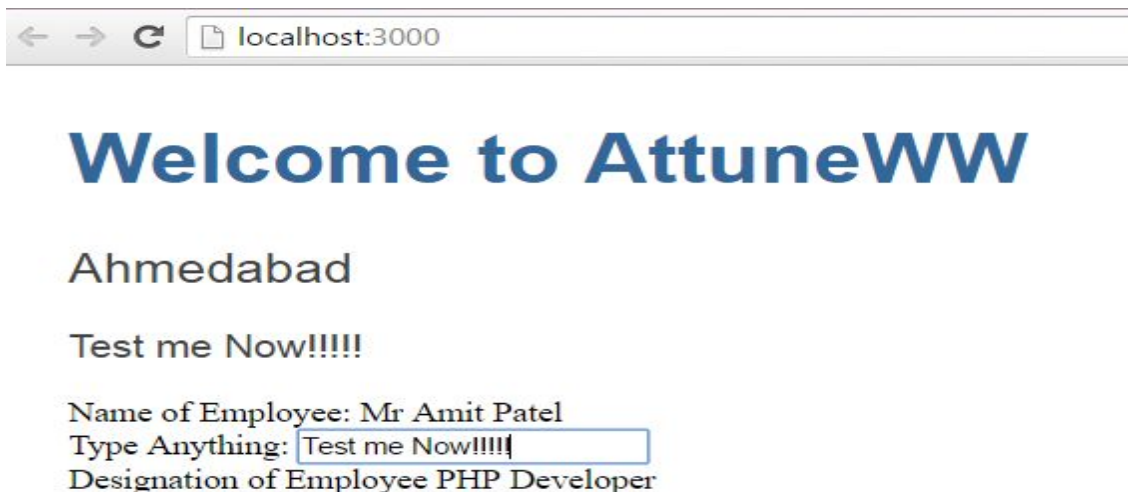 localhost:3000
Welcome to AttuneWW
Ahmedabad
Test me Now!!!!!
Name of Employee: Mr Amit Patel
Type Anything: Test me Now!!!!!
Designation of Employee PHP Developer